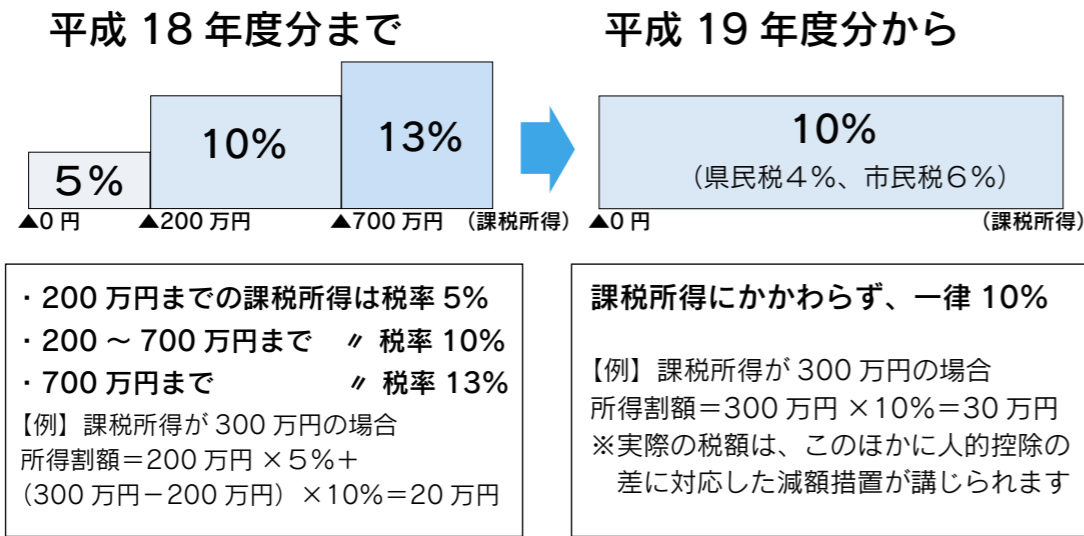 平成 18 年度分まで
5%
10%
13%
▲0 円 ▲200 万円 ▲700 万円 (課税所得)
・200 万円までの課税所得は税率 5%
・200 ～ 700 万円まで 〃 税率 10%
・700 万円まで 〃 税率 13%
【例】課税所得が 300 万円の場合
所得割額＝200 万円 ×5％＋
(300 万円－200 万円) ×10%＝20 万円
平成 19 年度分から
10%
(県民税４％、市民税６％)
▲0 円 (課税所得)
課税所得にかかわらず、一律 10%
【例】課税所得が 300 万円の場合
所得割額＝300 万円 ×10%＝30 万円
※実際の税額は、このほかに人的控除の
差に対応した減額措置が講じられます